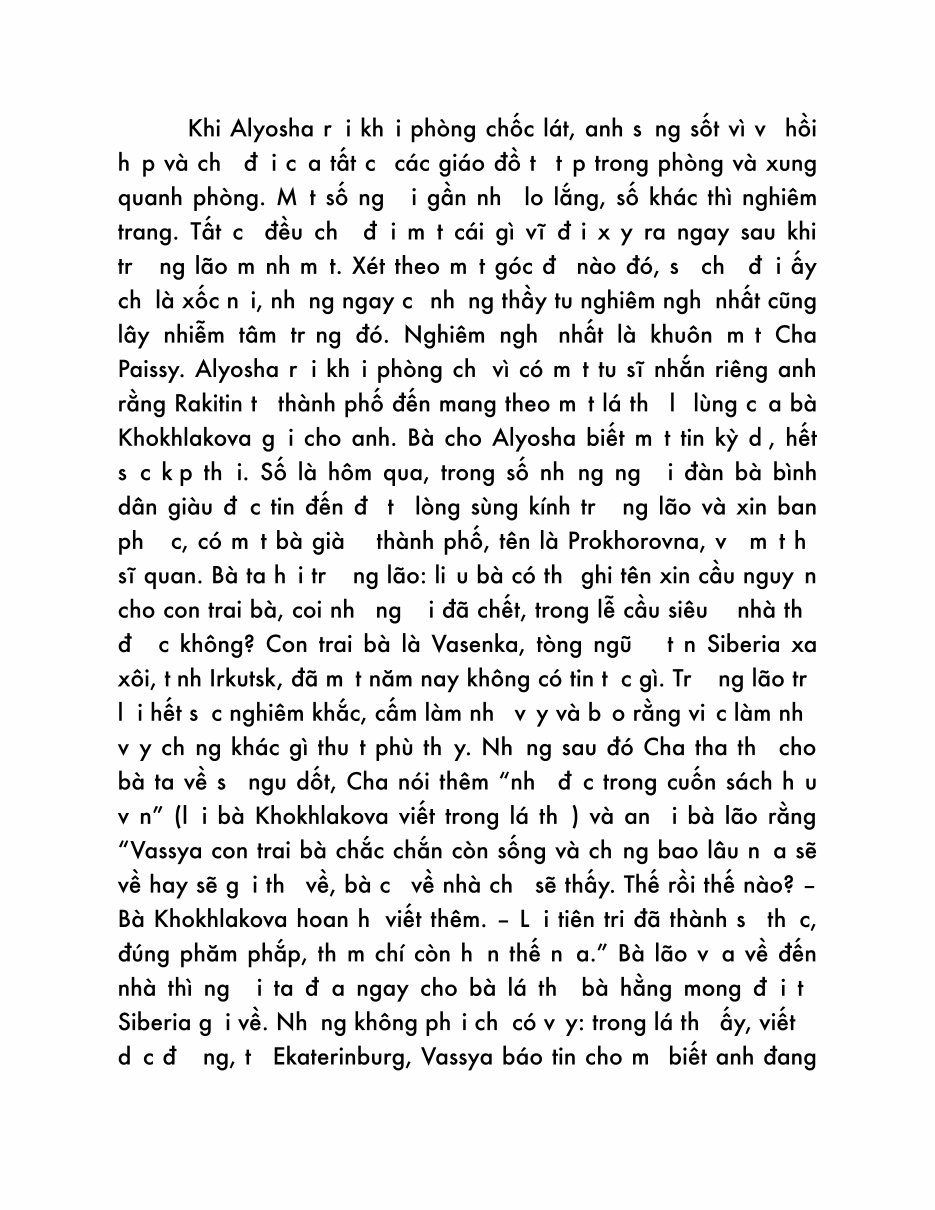 Khi Alyosha r i kh i phòng chốc lát, anh s ng sốt vì v hồi
h p và ch đ i c a tất c các giáo đồ t t p trong phòng và xung
quanh phòng. M t số ng i gần nh lo lắng, số khác thì nghiêm
trang. Tất c đều ch đ i m t cái gì vĩ đ i x y ra ngay sau khi
tr ng lão m nh m t. Xét theo m t góc đ nào đó, s ch đ i ấy
ch là xốc n i, nh ng ngay c nh ng thầy tu nghiêm ngh nhất cũng
lây nhiễm tâm tr ng đó. Nghiêm ngh nhất là khuôn m t Cha
Paissy. Alyosha r i kh i phòng ch vì có m t tu sĩ nhắn riêng anh
rằng Rakitin t thành phố đến mang theo m t lá th l lùng c a bà
Khokhlakova g i cho anh. Bà cho Alyosha biết m t tin kỳ d , hết
s c k p th i. Số là hôm qua, trong số nh ng ng i đàn bà bình
dân giàu đ c tin đến đ t lòng sùng kính tr ng lão và xin ban
ph c, có m t bà già thành phố, tên là Prokhorovna, v m t h
sĩ quan. Bà ta h i tr ng lão: li u bà có th ghi tên xin cầu nguy n
cho con trai bà, coi nh ng i đã chết, trong lễ cầu siêu nhà th
đ c không? Con trai bà là Vasenka, tòng ngũ t n Siberia xa
xôi, t nh Irkutsk, đã m t năm nay không có tin t c gì. Tr ng lão tr
l i hết s c nghiêm khắc, cấm làm nh v y và b o rằng vi c làm nh
v y ch ng khác gì thu t phù th y. Nh ng sau đó Cha tha th cho
bà ta về s ngu dốt, Cha nói thêm “nh đ c trong cuốn sách h u
v n” (l i bà Khokhlakova viết trong lá th ) và an i bà lão rằng
“Vassya con trai bà chắc chắn còn sống và ch ng bao lâu n a sẽ
về hay sẽ g i th về, bà c về nhà ch sẽ thấy. Thế rồi thế nào? –
Bà Khokhlakova hoan h viết thêm. – L i tiên tri đã thành s th c,
đúng phăm phắp, th m chí còn h n thế n a.” Bà lão v a về đến
nhà thì ng i ta đ a ngay cho bà lá th bà hằng mong đ i t
Siberia g i về. Nh ng không ph i ch có v y: trong lá th ấy, viết
d c đ ng, t Ekaterinburg, Vassya báo tin cho m biết anh đang